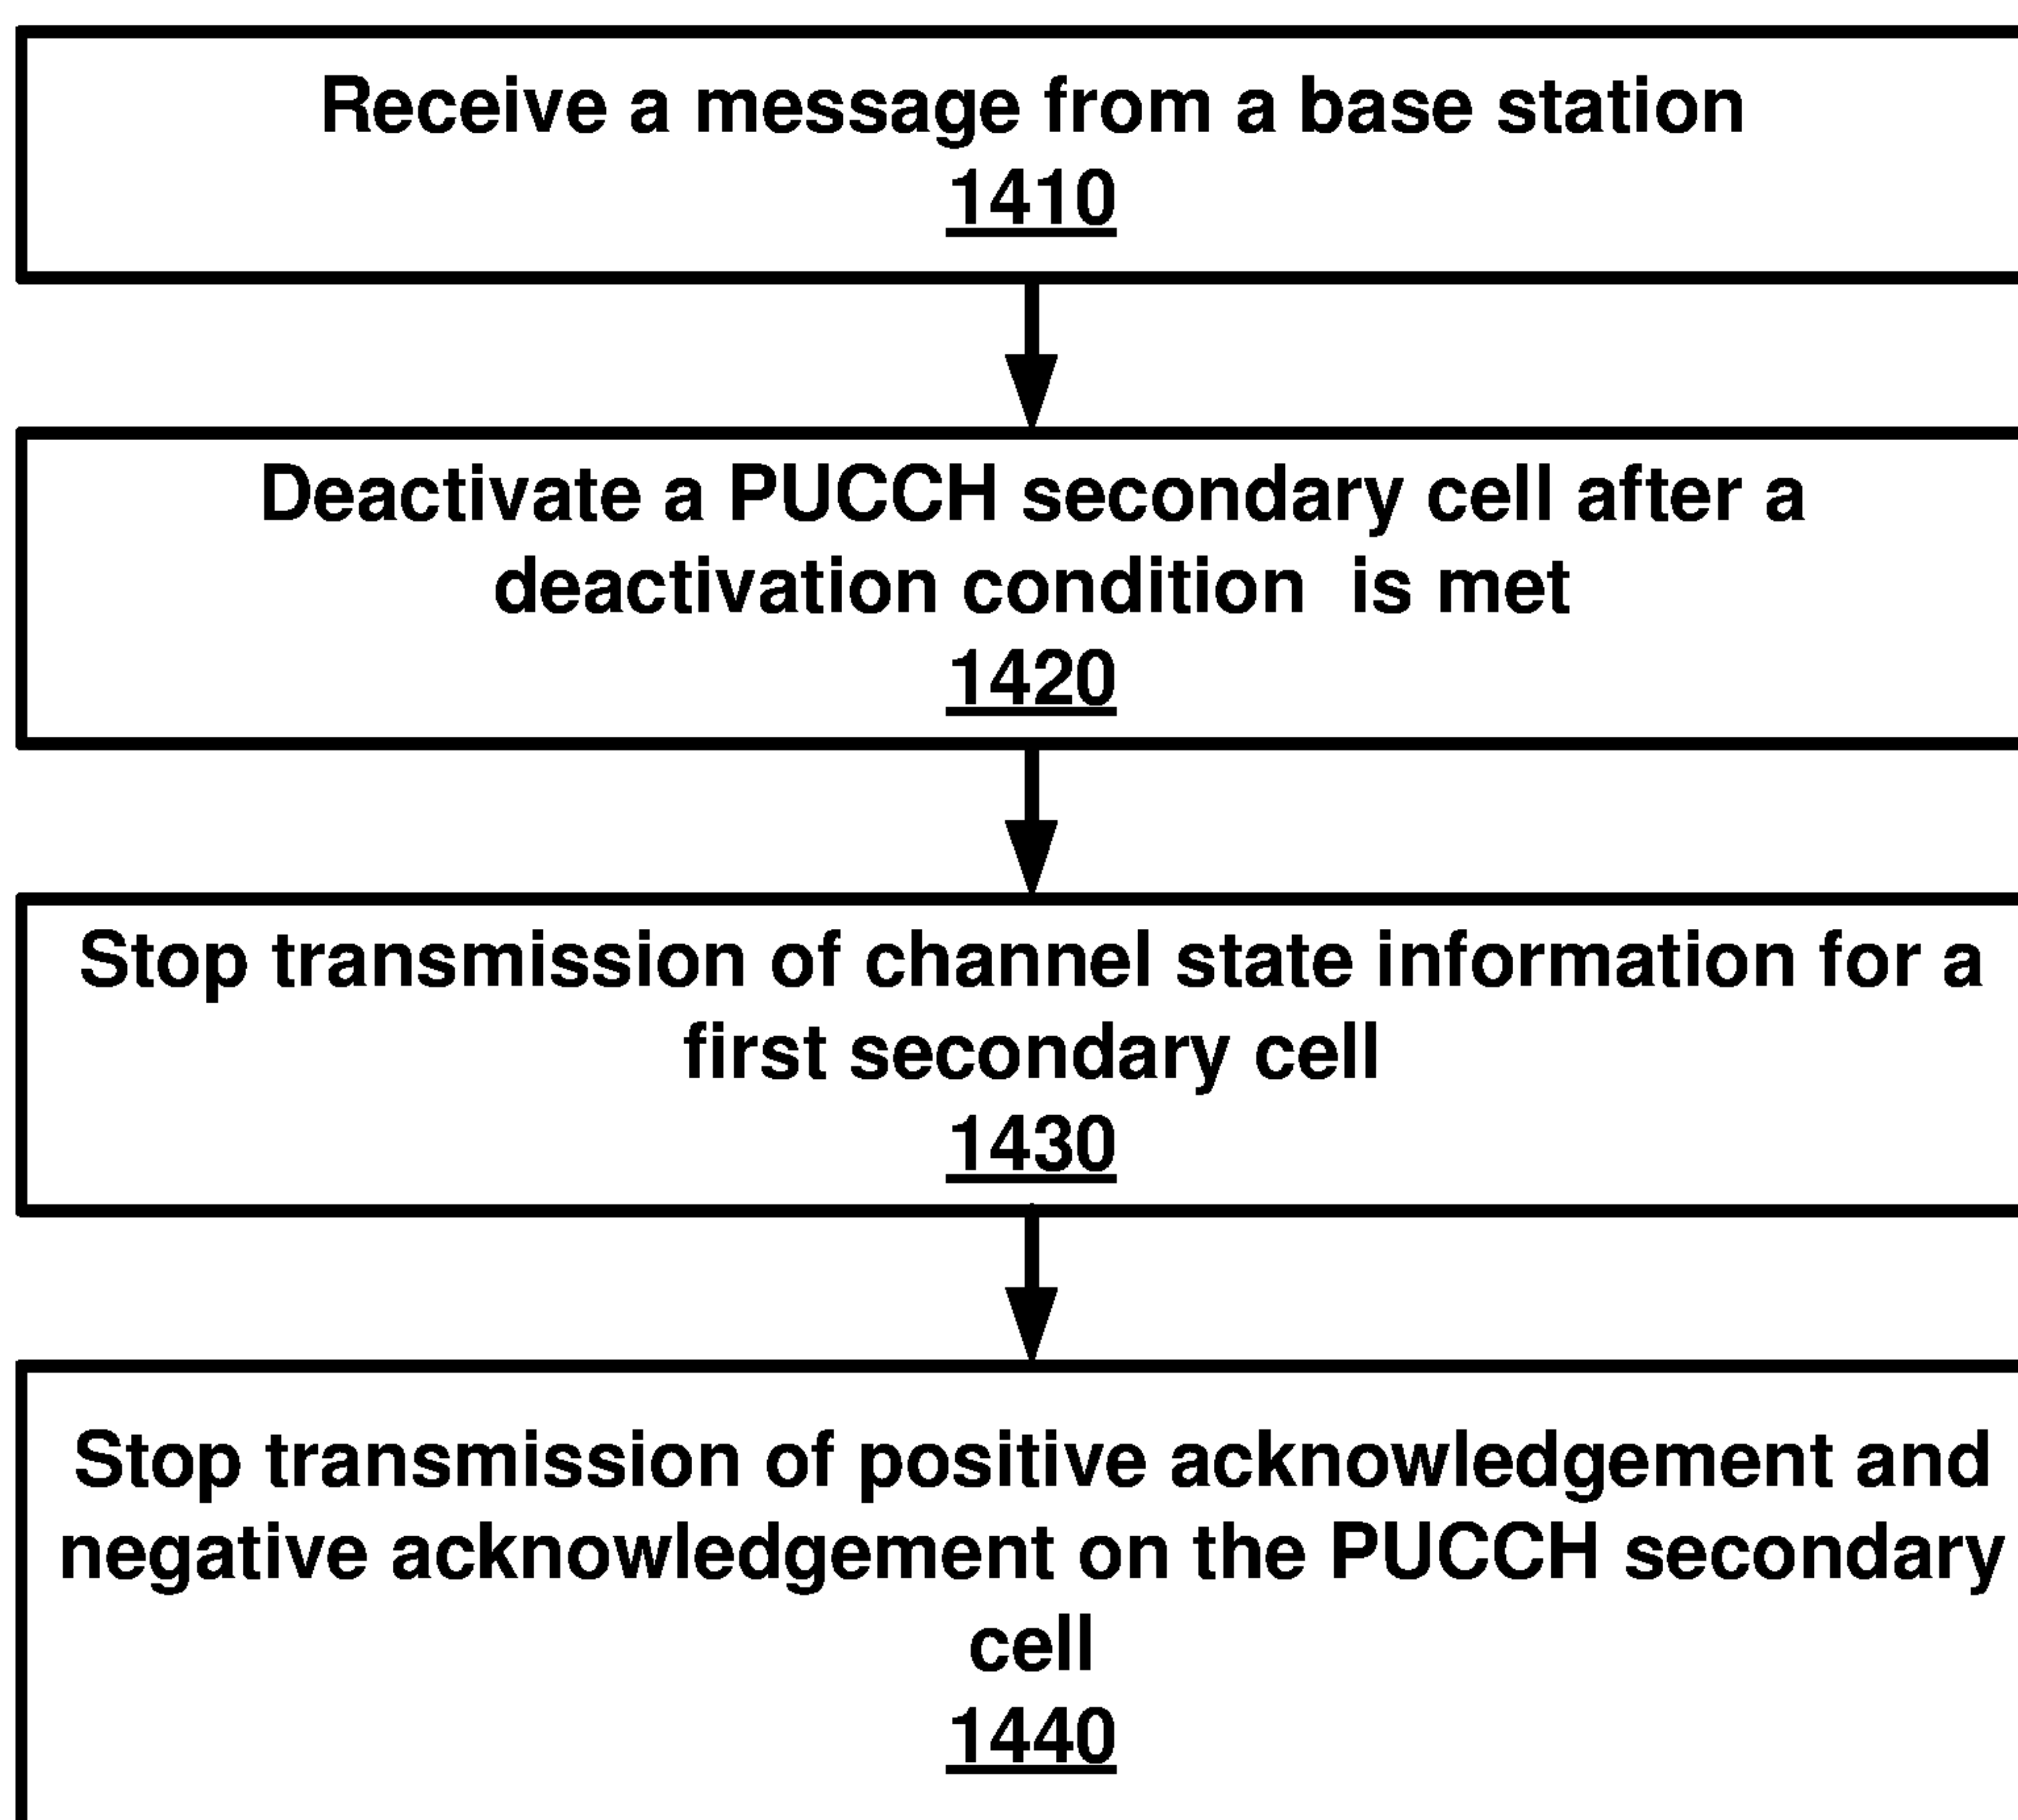 Receive a message from a base station
1410
Deactivate a PUCCH secondary cell after a
deactivation condition is met
1420
Stop transmission of channel state information for a
first secondary cell
1430
Stop transmission of positive acknowledgement and
negative acknowledgement on the PUCCH secondary
cell
1440